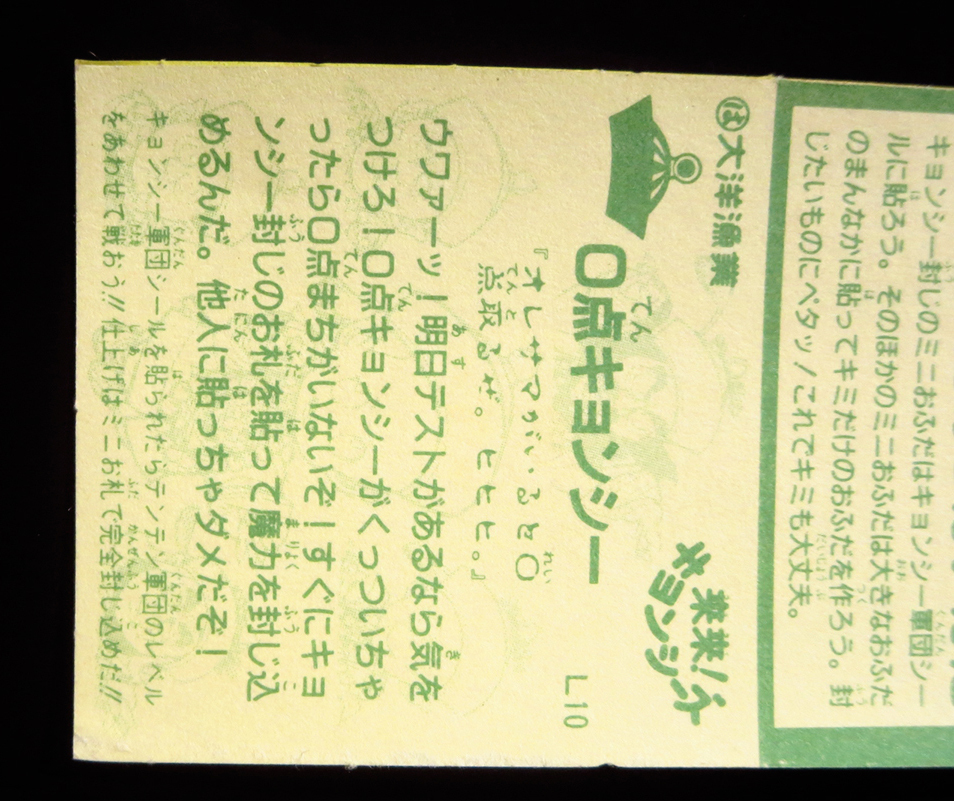 キョンシー封じのミニおふだはキョンシー軍団シー
ルに貼ろう。そのほかのミニおふだは大きなおふだ
のまんなかに貼ってキミだけのおふだを作ろう。封
じたいものにペタッ!これでキミも大丈夫。
は大洋漁業
来来!
キョンシーズ
0点キョンシー
L10
『オレサマがいると〇
点取るぜ。ヒヒヒ。』
ウワァーッ!明日テストがあるなら気を
つけろ!0点キョンシーがくっついちゃ
ったら0点まちがいないぞ!すぐにキョ
ンシー封じのお札を貼って魔力を封じ込
めるんだ。他人に貼っちゃダメだぞ!
キョンシー軍団シールを貼られたらテンテン軍団のレベル
をあわせて戦おう!!仕上げはミニお札で完全封じ込めだ!!